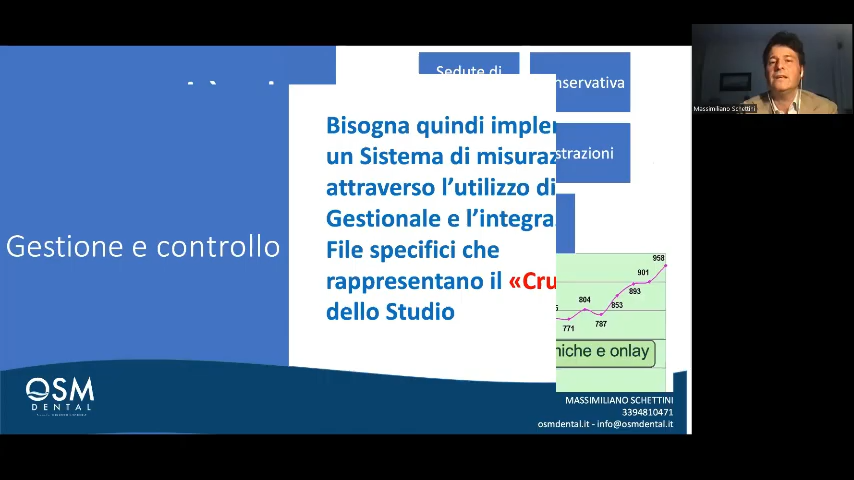 Sedute di
nservativa
Massimiliano Schettini
Bisogna quindi imple
un Sistema di misuraz
strazioni
attraverso l'utilizzo di
Gestionale e l'integra
Gestione e controllo
File specifici che
rappresentano il «Cru
dello Studio
958
901
893
853
804
787
771
niche e onlay
OSM
DENTAL
MASSIMILIANO SCHETTINI
3394810471
osmdental.it - info@osmdental.it